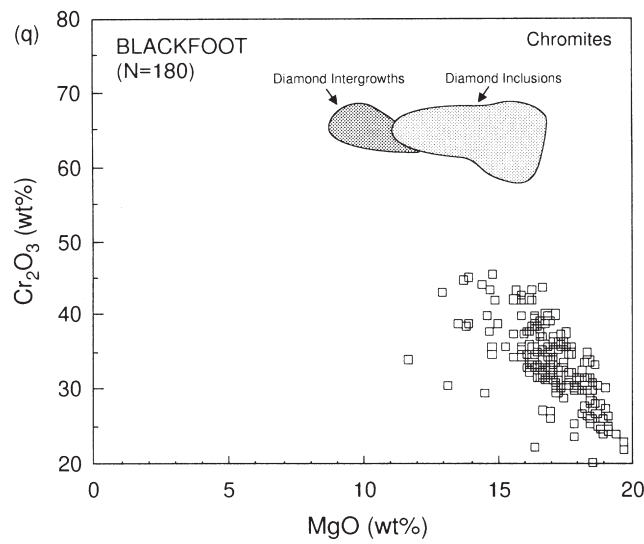 (q)
BLACKFOOT
(N=180)
Chromites
Diamond Intergrowths
Diamond Inclusions
Cr2O3 (wt%)
80
70
60
50
40
30
20
0
5
10
15
20
MgO (wt%)